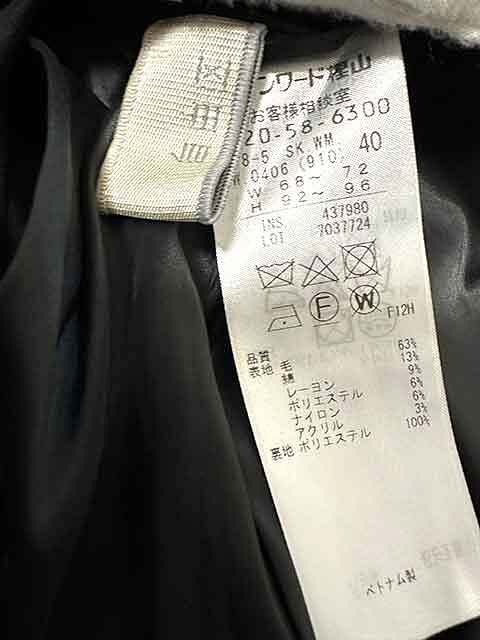 ンワード樫山
お客様相談室
20-58-6300
8-5 SK WM 40
W 0406 (910)
W 68~ 72
H 92~ 96
INS 437980
LOT 7037724
F
W
F12H
品質
表地 毛 63%
綿 13%
レーヨン 9%
ポリエステル 6%
ナイロン 6%
アクリル 3%
裏地 ポリエステル 100%
ベトナム製